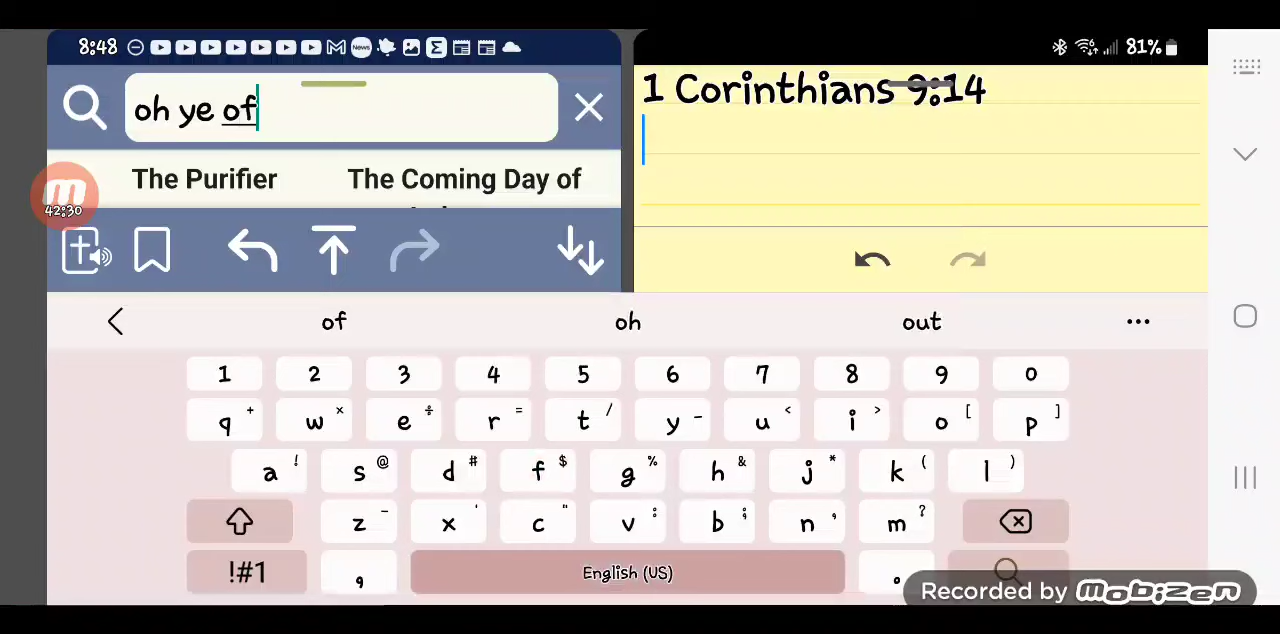 8:48
News
81%
oh ye of
1 Corinthians 9:14
The Purifier
The Coming Day of
42:30
of
oh
out
...
1 2 3 4 5 6 7 8 9 0
q + w × e ÷ r = t / y - u < i > o [ p ]
a ! s @ d # f $ g % h & j * k ( l )
z - x ' c " v : b ; n , m ?
!#1 , English (US) .
Recorded by mobizen